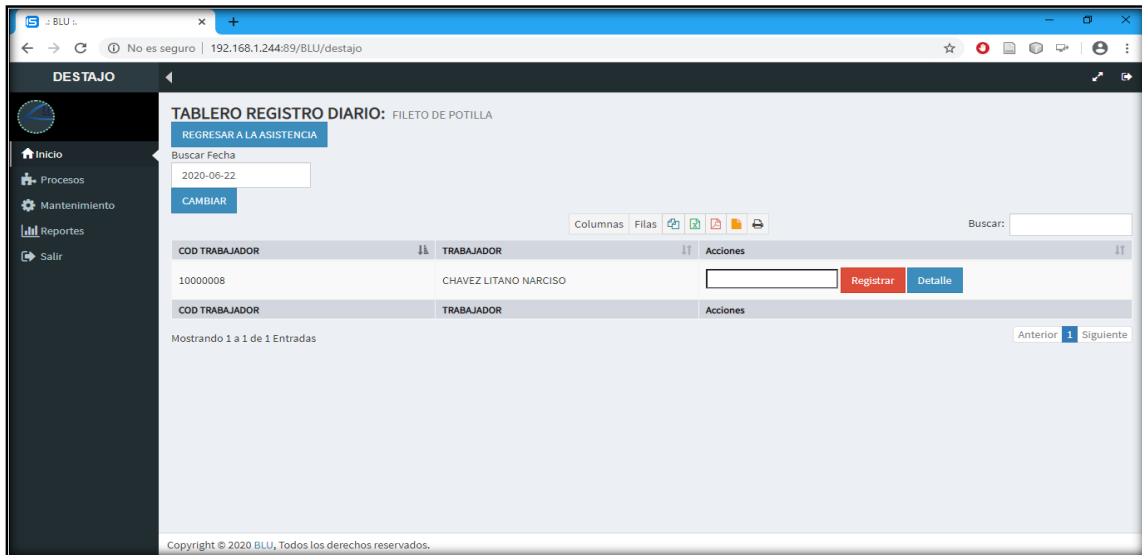 .: BLU :.
No es seguro | 192.168.1.244:89/BLU/destajo
DESTAJO
Inicio
Procesos
Mantenimiento
Reportes
Salir
TABLERO REGISTRO DIARIO: FILETO DE POTILLA
REGRESAR A LA ASISTENCIA
Buscar Fecha
2020-06-22
CAMBIAR
Columnas Filas Buscar:
COD TRABAJADOR TRABAJADOR Acciones
10000008 CHAVEZ LITANO NARCISO Registrar Detalle
COD TRABAJADOR TRABAJADOR Acciones
Mostrando 1 a 1 de 1 Entradas Anterior 1 Siguiente
Copyright © 2020 BLU, Todos los derechos reservados.